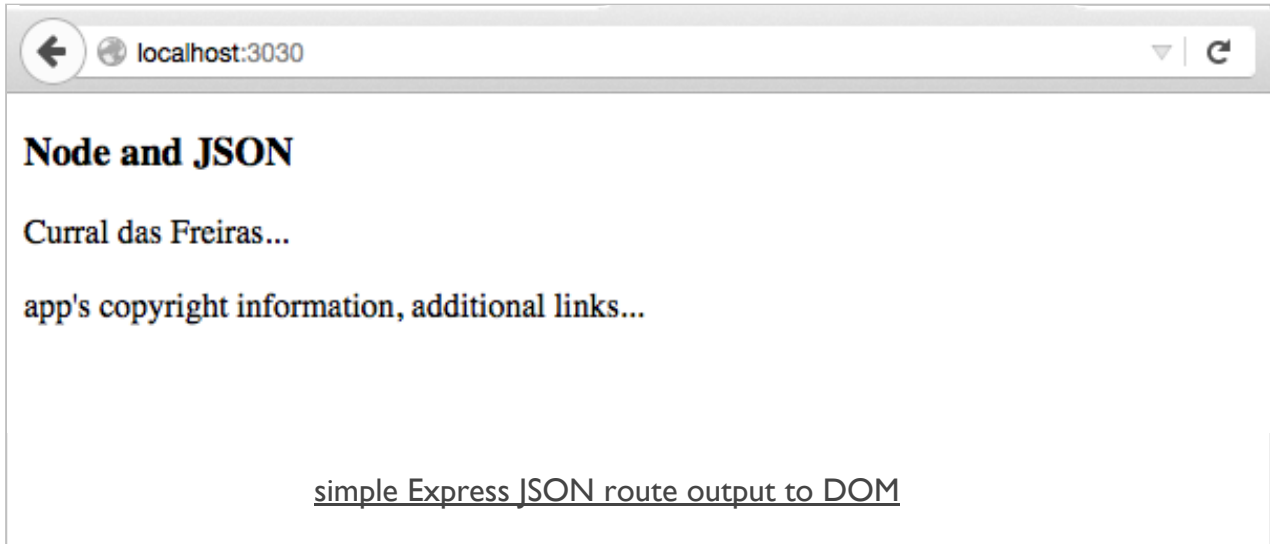 localhost:3030
Node and JSON
Curral das Freiras...
app's copyright information, additional links...
simple Express JSON route output to DOM